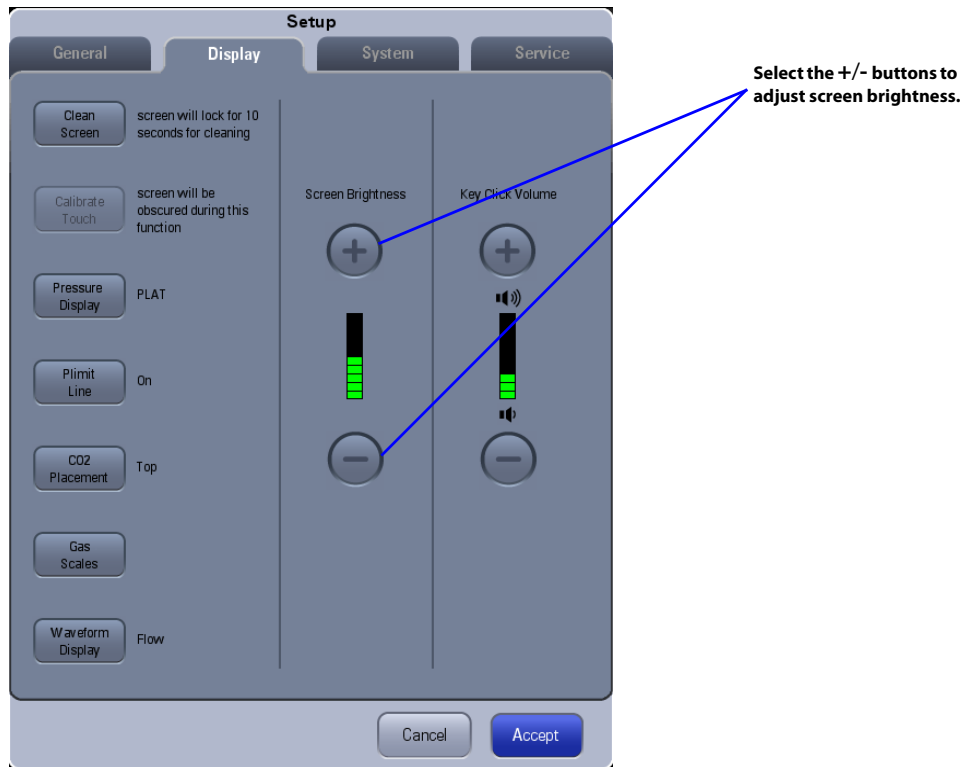 Setup
General
Display
System
Service
Select the +/- buttons to
adjust screen brightness.
Clean
Screen
screen will lock for 10
seconds for cleaning
Calibrate
Touch
screen will be
obscured during this
function
Pressure
Display
PLAT
Plimit
Line
On
CO2
Placement
Top
Gas
Scales
Waveform
Display
Flow
Screen Brightness
+
−
Key Click Volume
+
−
Cancel
Accept